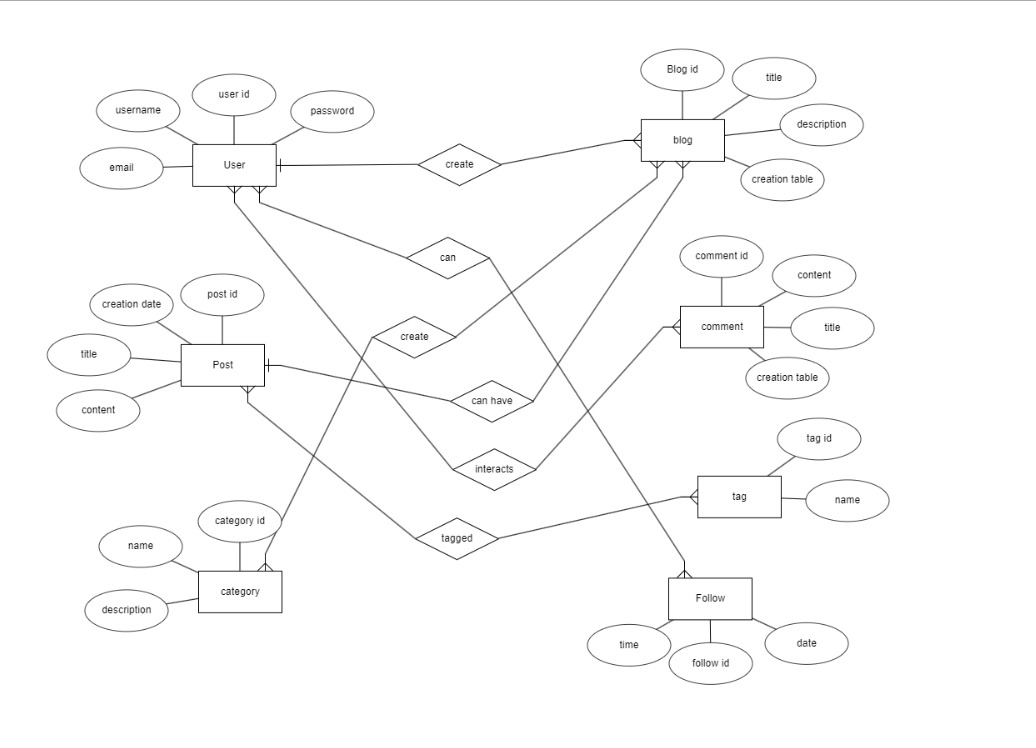 Blog id
title
user id
username
password
description
blog
User
create
email
creation table
comment id
can
content
post id
creation date
comment
title
create
title
Post
creation table
can have
content
tag id
interacts
tag
name
category id
tagged
name
category
Follow
description
time
date
follow id